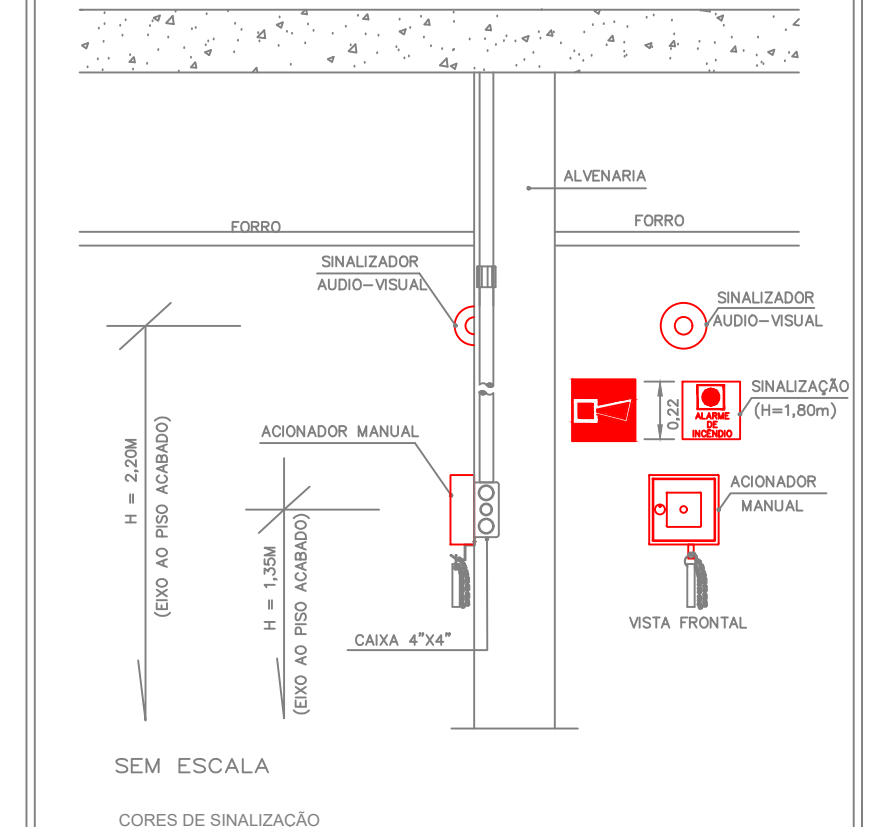 ALVENARIA
FORRO
FORRO
SINALIZADOR
AUDIO-VISUAL
SINALIZADOR
AUDIO-VISUAL
SINALIZAÇÃO
(H=1,80m)
0,22
ALARME
DE
INCÊNDIO
ACIONADOR MANUAL
ACIONADOR
MANUAL
H = 2,20M
(EIXO AO PISO ACABADO)
H = 1,35M
(EIXO AO PISO ACABADO)
CAIXA 4"X4"
VISTA FRONTAL
SEM ESCALA
CORES DE SINALIZAÇÃO